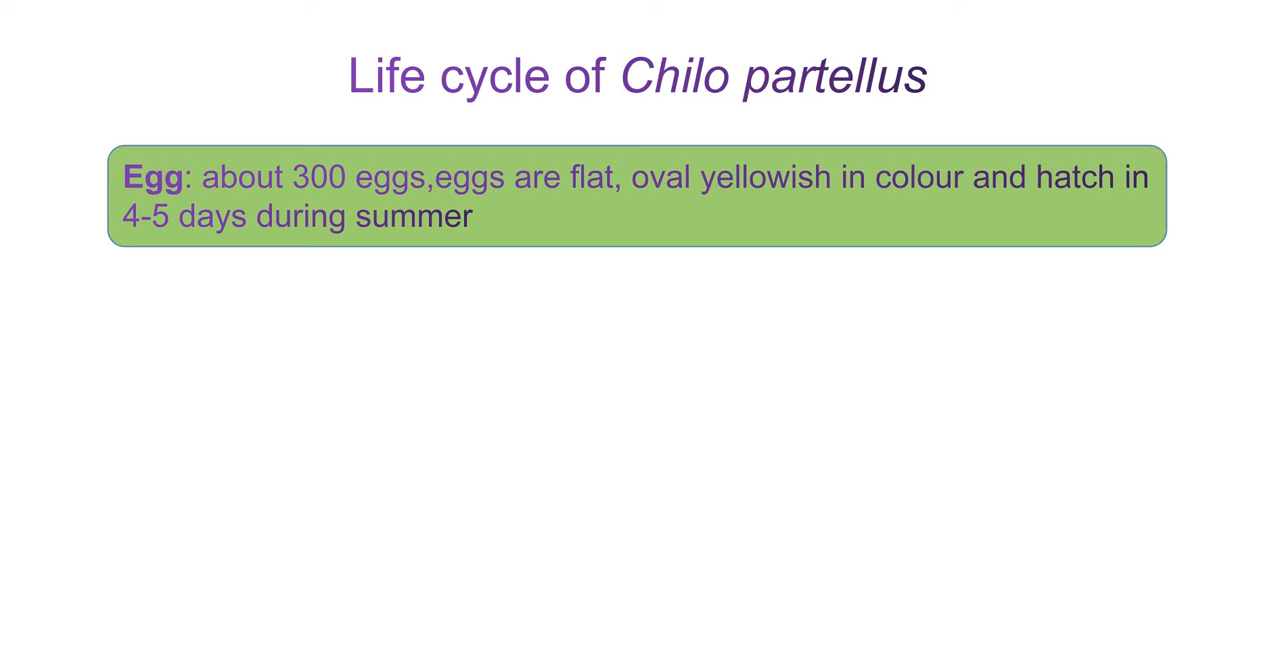 Life cycle of Chilo partellus
Egg: about 300 eggs,eggs are flat, oval yellowish in colour and hatch in
4-5 days during summer